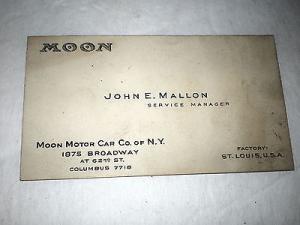 MOON
JOHN E. MALLON
SERVICE MANAGER
MOON MOTOR CAR CO. OF N.Y.
1875 BROADWAY
AT 62ND ST.
COLUMBUS 7718
FACTORY:
ST. LOUIS, U.S.A.